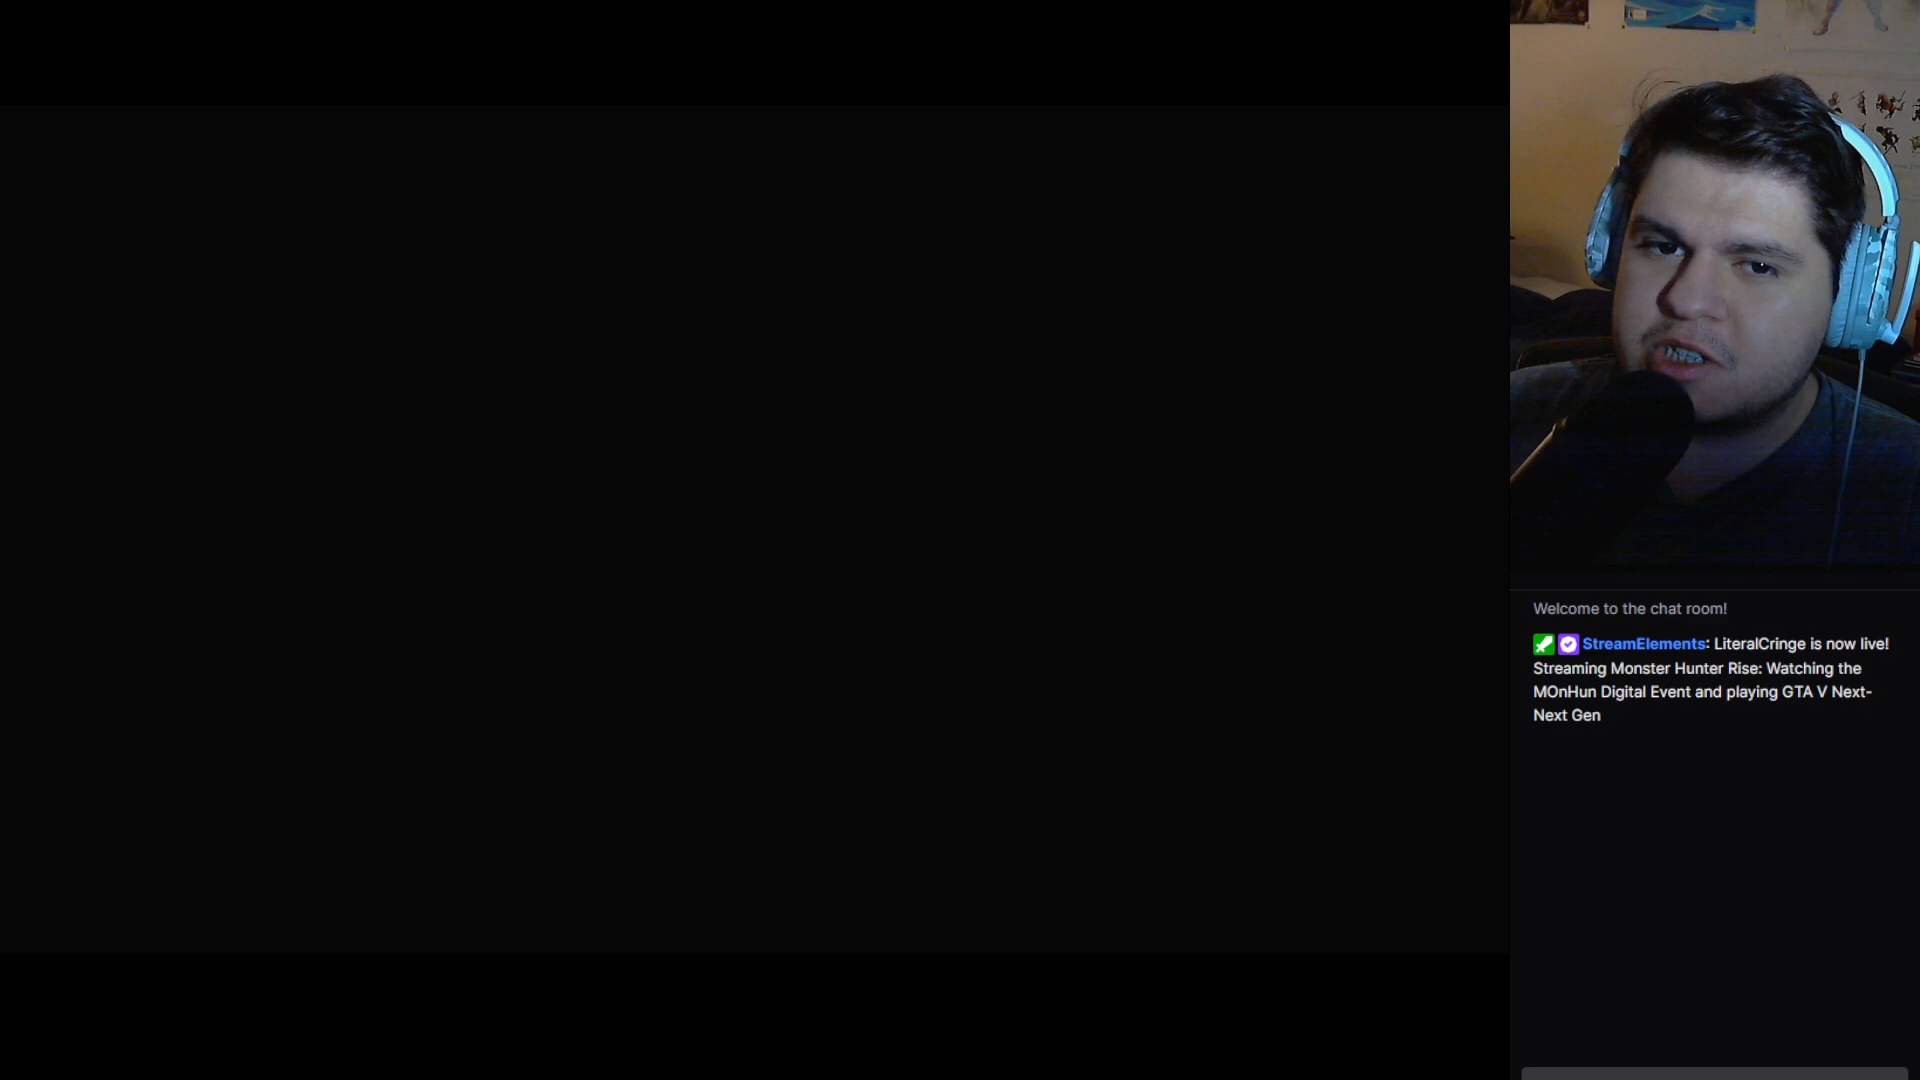 Welcome to the chat room!
StreamElements: LiteralCringe is now live!
Streaming Monster Hunter Rise: Watching the
MOnHun Digital Event and playing GTA V Next-
Next Gen